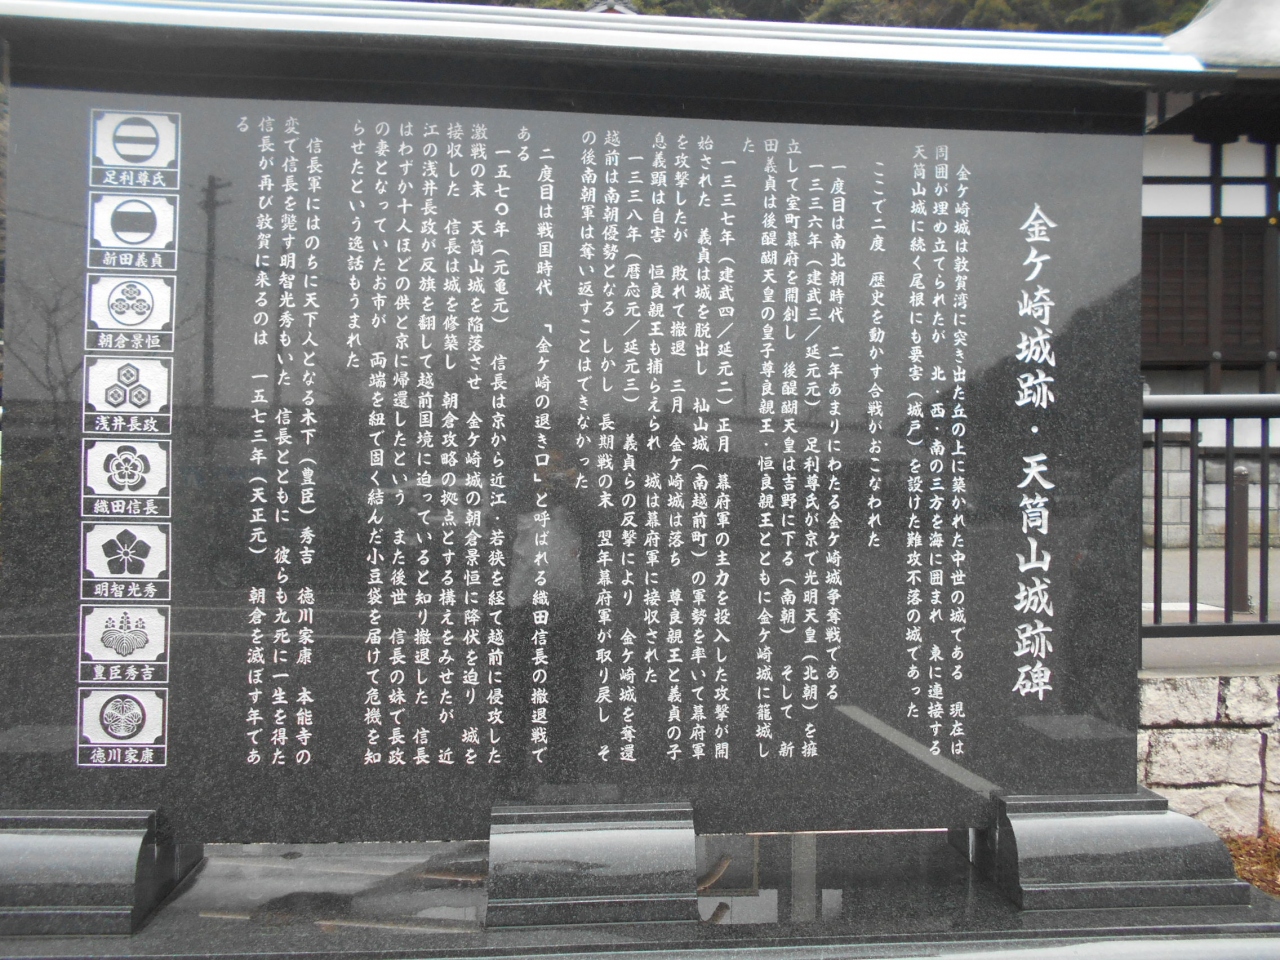 金ケ崎城跡・天筒山城跡碑
金ケ崎城は敦賀湾に突き出た丘の上に築かれた中世の城である 現在は
周囲が埋め立てられたが 北・西・南の三方を海に囲まれ 東に連接する
天筒山城に続く尾根にも要害(城戸)を設けた難攻不落の城であった
ここで二度 歴史を動かす合戦がおこなわれた
一度目は南北朝時代 二年あまりにわたる金ケ崎城争奪戦である
一三三六年(建武三/延元元) 足利尊氏が京で光明天皇(北朝)を擁
立して室町幕府を開創し 後醍醐天皇は吉野に下る(南朝) そして 新
田義貞は後醍醐天皇の皇子尊良親王・恒良親王とともに金ケ崎城に籠城し
た
一三三七年(建武四/延元二)正月 幕府軍の主力を投入した攻撃が開
始された 義貞は城を脱出し 杣山城(南越前町)の軍勢を率いて幕府軍
を攻撃したが 敗れて撤退 三月 金ケ崎城は落ち 尊良親王と義貞の子
息義顕は自害 恒良親王も捕らえられ 城は幕府軍に接収された
一三三八年(暦応元/延元三) 義貞らの反撃により 金ケ崎城を奪還
越前は南朝優勢となる しかし 長期戦の末 翌年幕府軍が取り戻し そ
の後南朝軍は奪い返すことはできなかった
二度目は戦国時代 「金ケ崎の退き口」と呼ばれる織田信長の撤退戦で
ある
一五七〇年(元亀元) 信長は京から近江・若狭を経て越前に侵攻した
激戦の末 天筒山城を陥落させ 金ケ崎城の朝倉景恒に降伏を迫り 城を
接収した 信長は城を修築し 朝倉攻略の拠点とする構えをみせたが 近
江の浅井長政が反旗を翻して越前国境に迫っていると知り撤退した 信長
はわずか十人ほどの供と京に帰還したという また後世 信長の妹で長政
の妻となっていたお市が 両端を紐で固く結んだ小豆袋を届けて危機を知
らせたという逸話もうまれた
信長軍にはのちに天下人となる木下(豊臣)秀吉 徳川家康 本能寺の
変で信長を斃す明智光秀もいた 信長とともに 彼らも九死に一生を得た
信長が再び敦賀に来るのは 一五七三年(天正元) 朝倉を滅ぼす年であ
る
足利尊氏
新田義貞
朝倉景恒
浅井長政
織田信長
明智光秀
豊臣秀吉
徳川家康